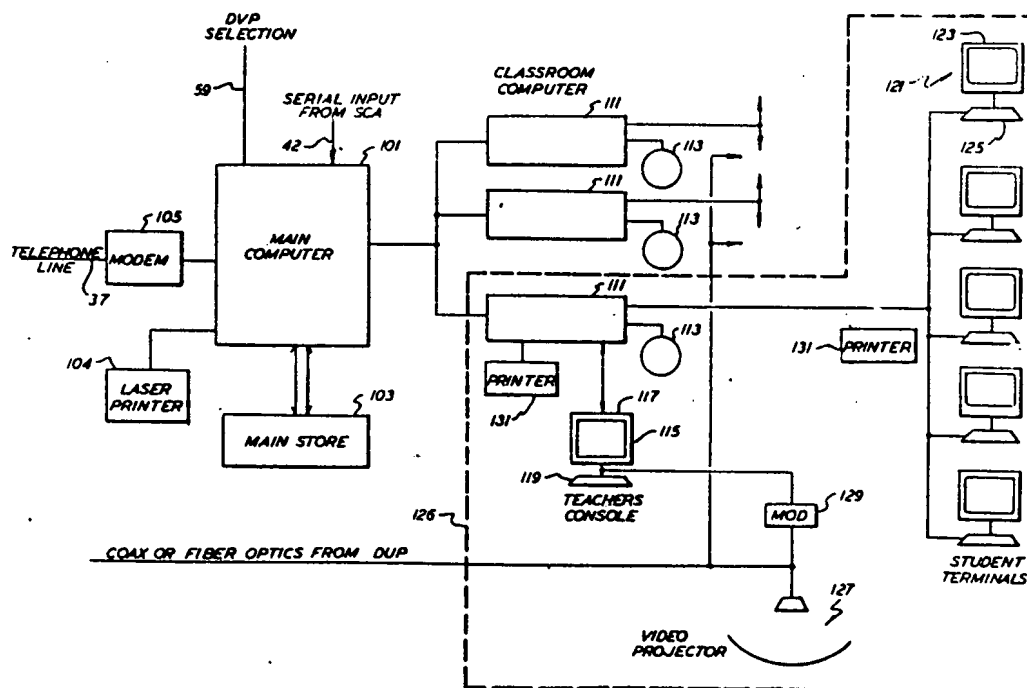 DVP
SELECTION
59
SERIAL INPUT
FROM SCA
42
101
CLASSROOM
COMPUTER
111
113
111
113
111
113
123
121
125
105
TELEPHONE
LINE
37
MODEM
MAIN
COMPUTER
104
LASER
PRINTER
103
MAIN STORE
PRINTER
131
117
115
119
TEACHERS
CONSOLE
131
PRINTER
126
MOD
129
COAX OR FIBER OPTICS FROM DUP
STUDENT
TERMINALS
127
VIDEO
PROJECTOR